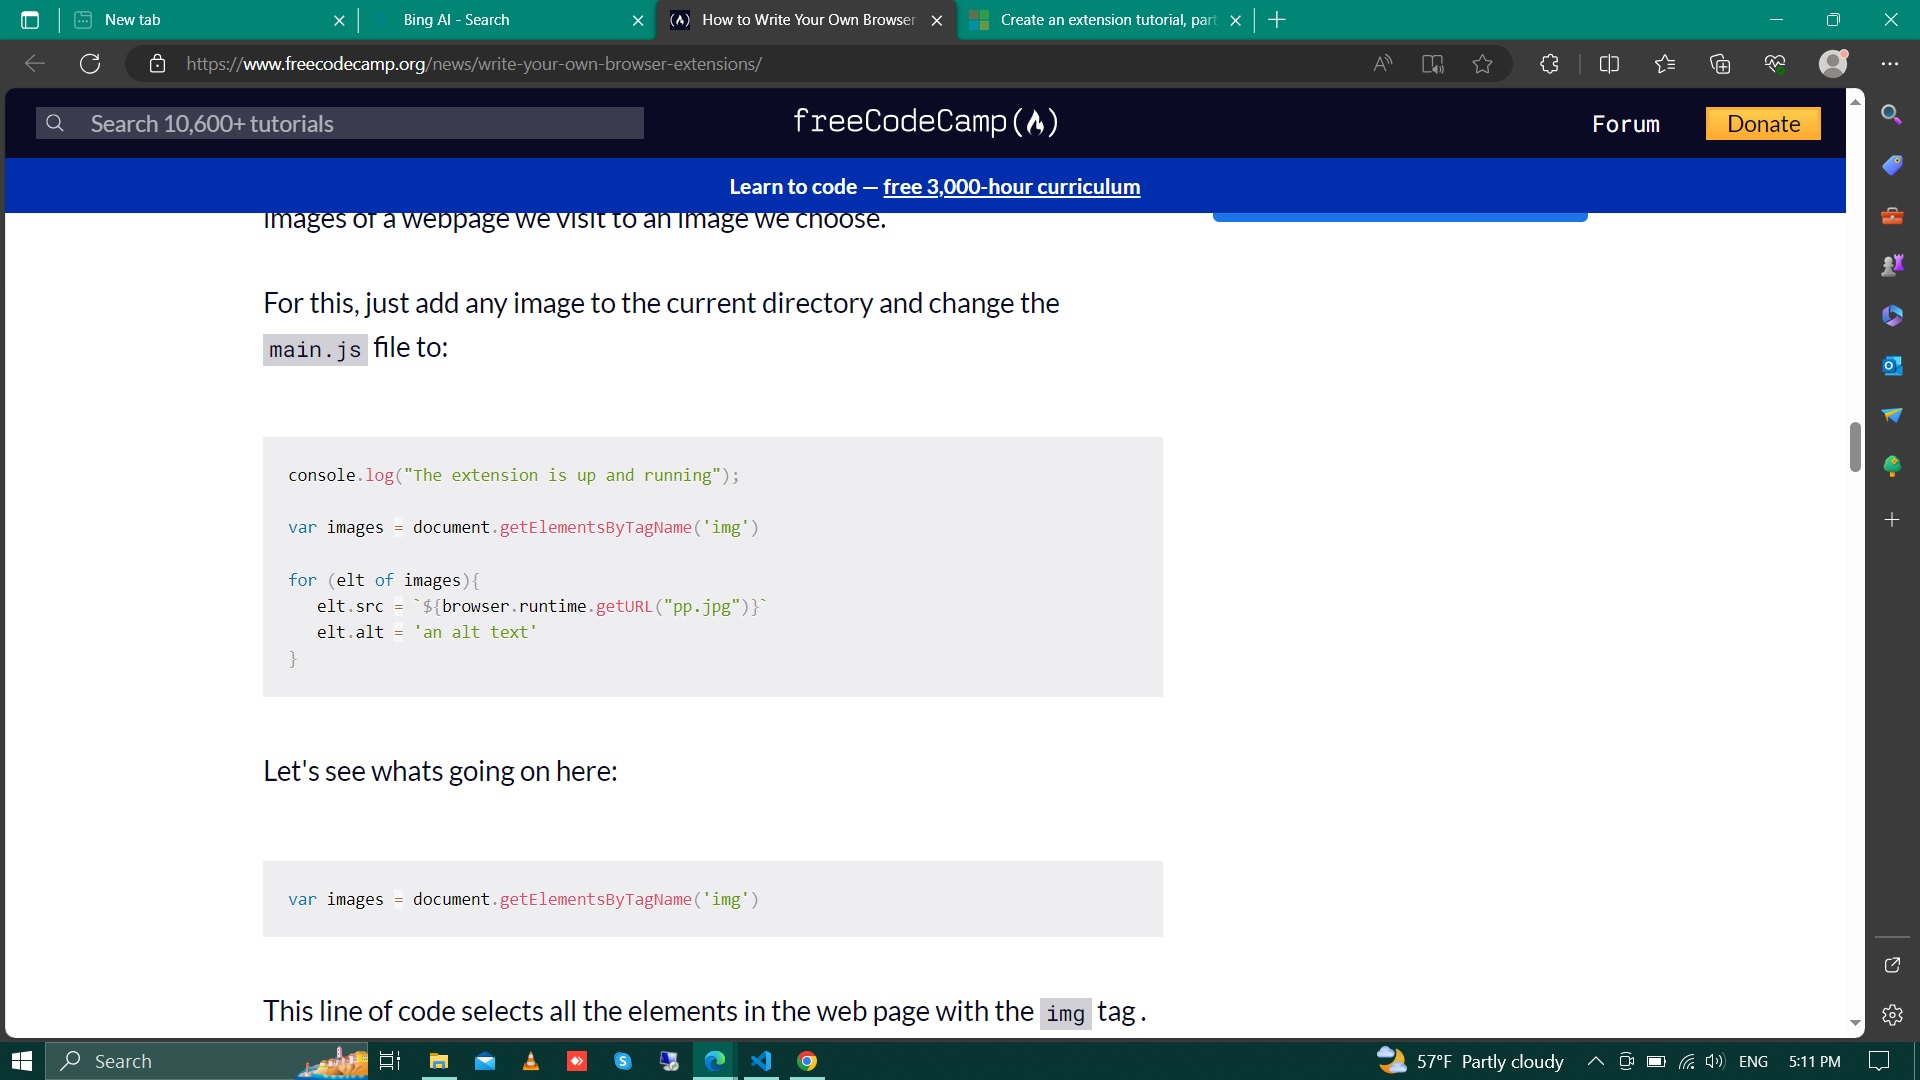 New tab
Bing AI - Search
How to Write Your Own Browser
Create an extension tutorial, part
https://www.freecodecamp.org/news/write-your-own-browser-extensions/
Search 10,600+ tutorials
freeCodeCamp
Forum
Donate
Learn to code — free 3,000-hour curriculum
images of a webpage we visit to an image we choose.
For this, just add any image to the current directory and change the
main.js file to:
console.log("The extension is up and running");
var images = document.getElementsByTagName('img')
for (elt of images){
elt.src = `${browser.runtime.getURL("pp.jpg")}`
elt.alt = 'an alt text'
}
Let's see whats going on here:
var images = document.getElementsByTagName('img')
This line of code selects all the elements in the web page with the img tag .
Search
57°F Partly cloudy
ENG
5:11 PM